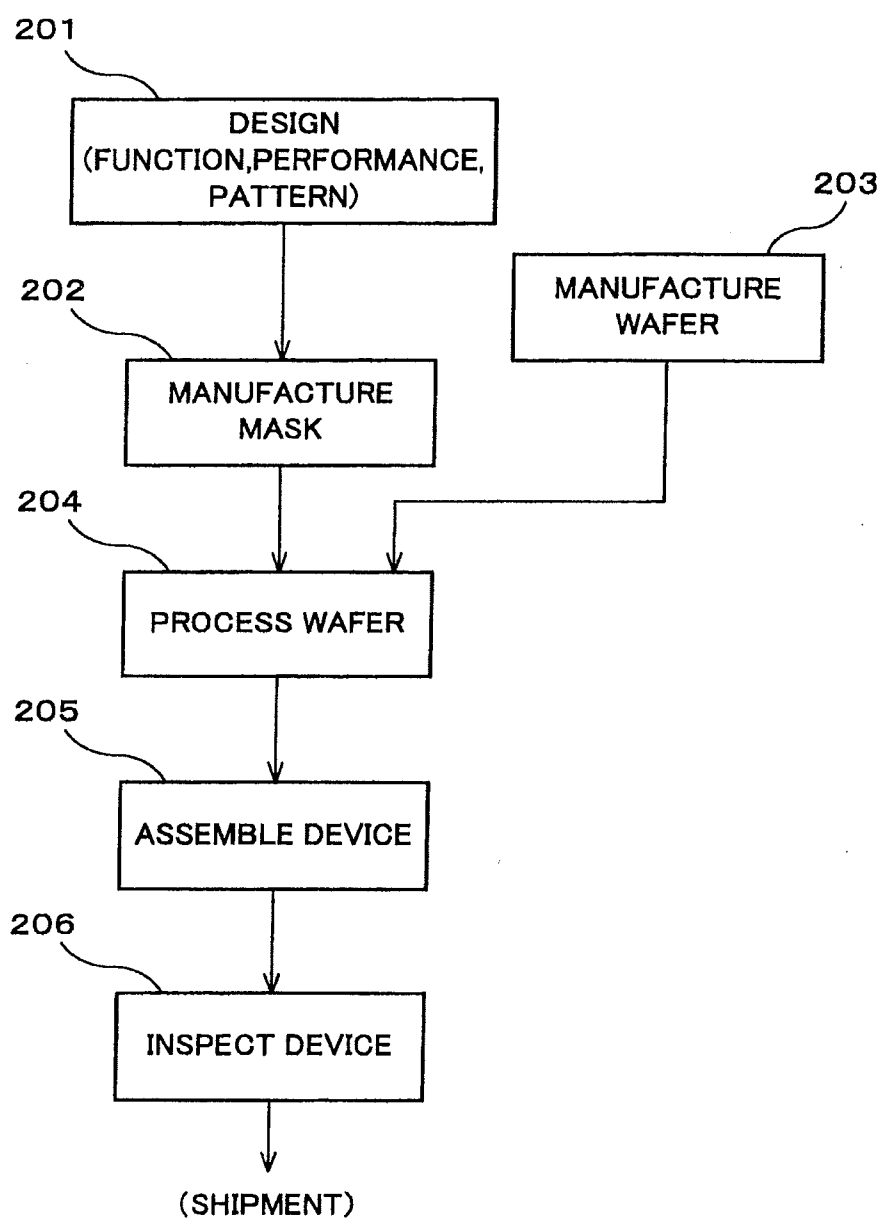 201
DESIGN
(FUNCTION,PERFORMANCE,
PATTERN)
203
MANUFACTURE
WAFER
202
MANUFACTURE
MASK
204
PROCESS WAFER
205
ASSEMBLE DEVICE
206
INSPECT DEVICE
(SHIPMENT)